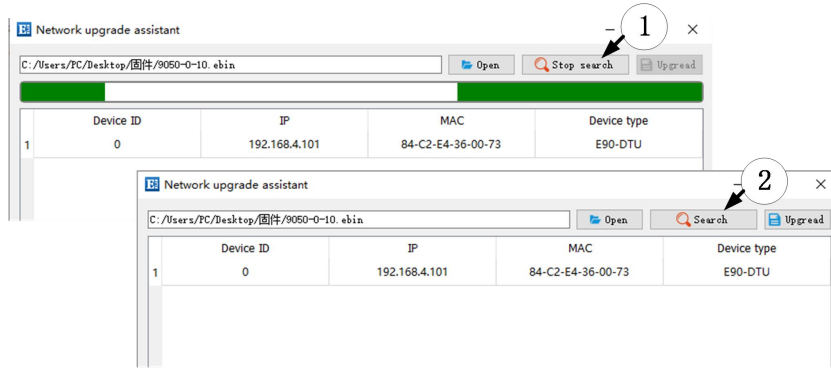 Network upgrade assistant
1
C:/Users/PC/Desktop/固件/9050-0-10.ebin
Open
Stop search
Upgread
Device ID IP MAC Device type
1 0 192.168.4.101 84-C2-E4-36-00-73 E90-DTU
Network upgrade assistant
2
C:/Users/PC/Desktop/固件/9050-0-10.ebin
Open
Search
Upgread
Device ID IP MAC Device type
1 0 192.168.4.101 84-C2-E4-36-00-73 E90-DTU